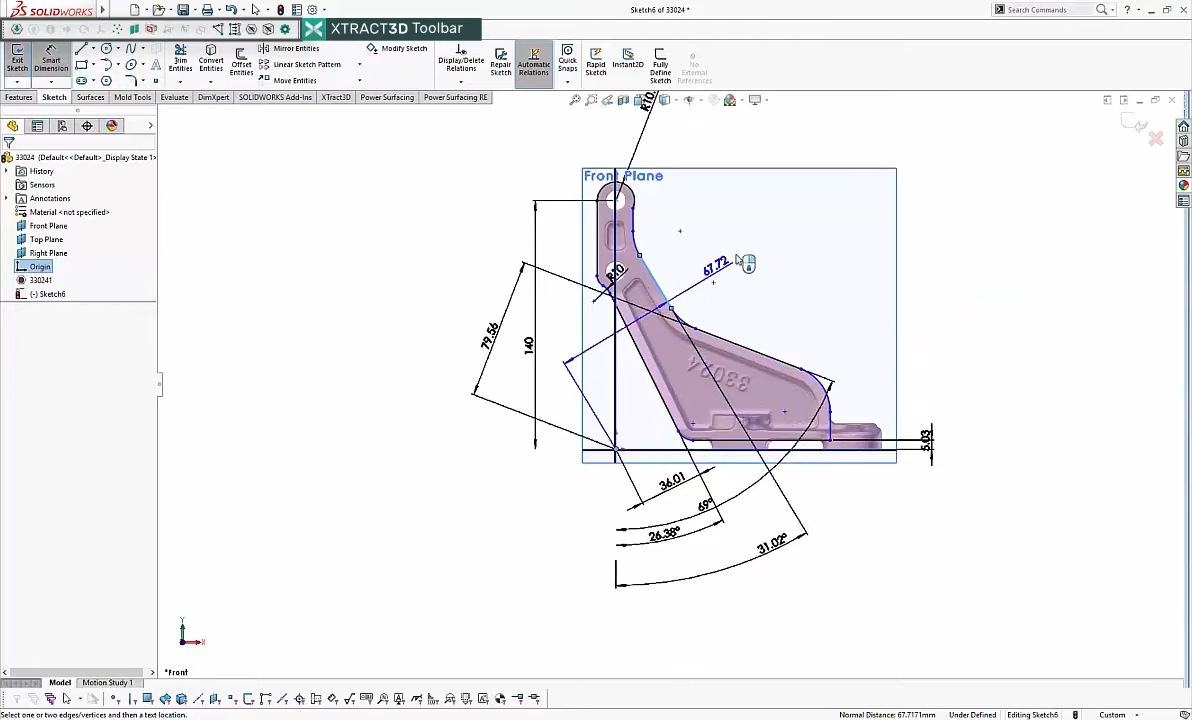 SOLIDWORKS
Sketch6 of 33024 *
Search Commands
XTRACT3D Toolbar
Exit Sketch
Smart Dimension
Trim Entities
Convert Entities
Offset Entities
Mirror Entities
Linear Sketch Pattern
Move Entities
Modify Sketch
Display/Delete Relations
Repair Sketch
Automatic Relations
Quick Snaps
Rapid Sketch
Instant2D
Fully Define Sketch
No External References
Features
Sketch
Surfaces
Mold Tools
Evaluate
DimXpert
SOLIDWORKS Add-Ins
XTract3D
Power Surfacing
Power Surfacing RE
33024 (Default<<Default>_Display State 1>
History
Sensors
Annotations
Material <not specified>
Front Plane
Top Plane
Right Plane
Origin
330241
(-) Sketch6
R10
Front Plane
67.72
R10
79.56
140
33024
5.03
36.01
69°
26.38°
31.02°
Y
X
*Front
Model
Motion Study 1
Select one or two edges/vertices and then a text location.
Normal Distance: 67.7171mm
Under Defined
Editing Sketch6
Custom